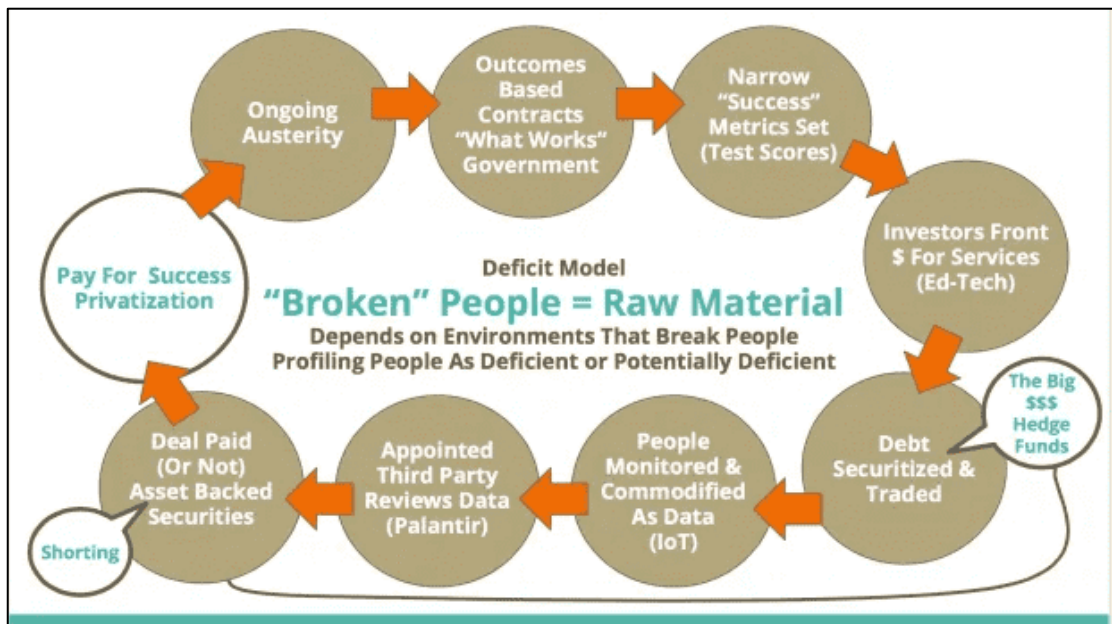 Ongoing
Austerity
Outcomes
Based
Contracts
“What Works”
Government
Narrow
“Success”
Metrics Set
(Test Scores)
Investors Front
$ For Services
(Ed-Tech)
The Big
$$$
Hedge
Funds
Debt
Securitized &
Traded
People
Monitored &
Commodified
As Data
(IoT)
Appointed
Third Party
Reviews Data
(Palantir)
Deal Paid
(Or Not)
Asset Backed
Securities
Shorting
Pay For Success
Privatization
Deficit Model
“Broken” People = Raw Material
Depends on Environments That Break People
Profiling People As Deficient or Potentially Deficient